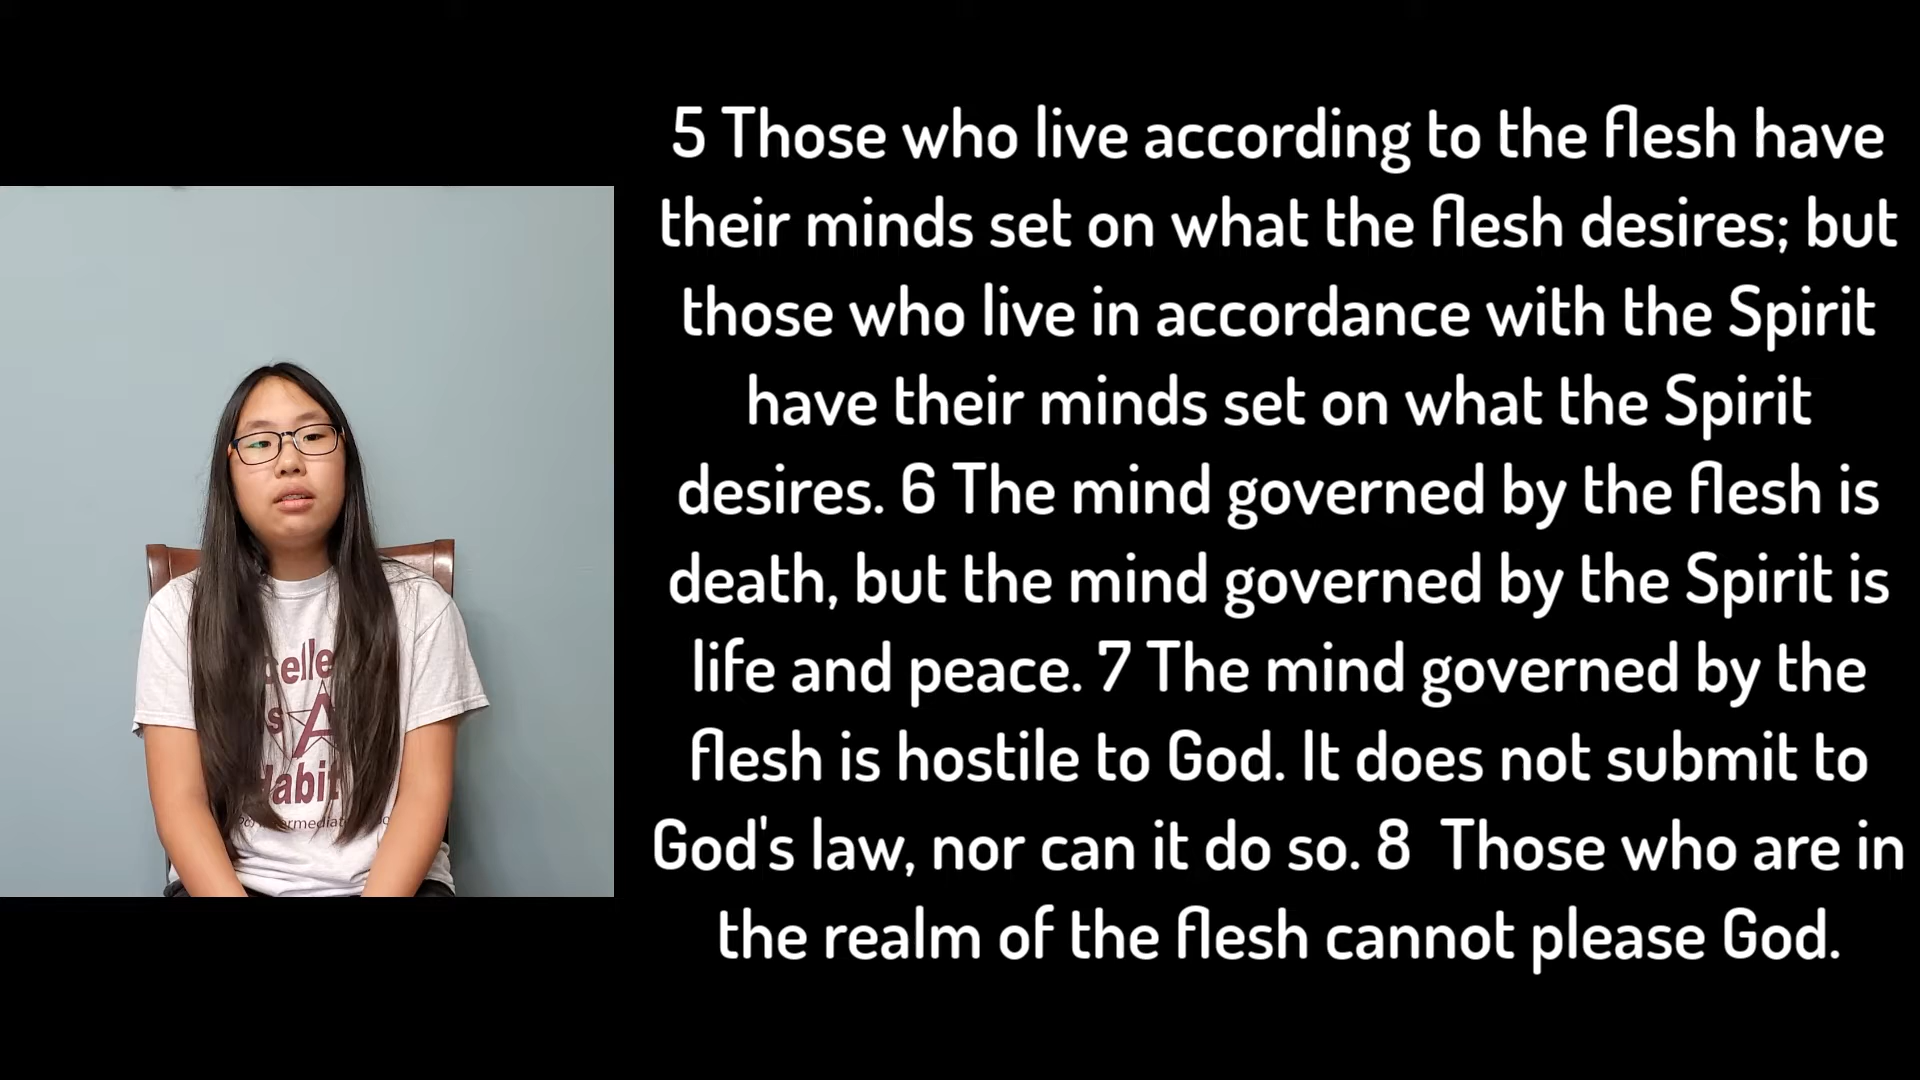 5 Those who live according to the flesh have
their minds set on what the flesh desires; but
those who live in accordance with the Spirit
have their minds set on what the Spirit
desires. 6 The mind governed by the flesh is
death, but the mind governed by the Spirit is
life and peace. 7 The mind governed by the
flesh is hostile to God. It does not submit to
God's law, nor can it do so. 8  Those who are in
the realm of the flesh cannot please God.
A